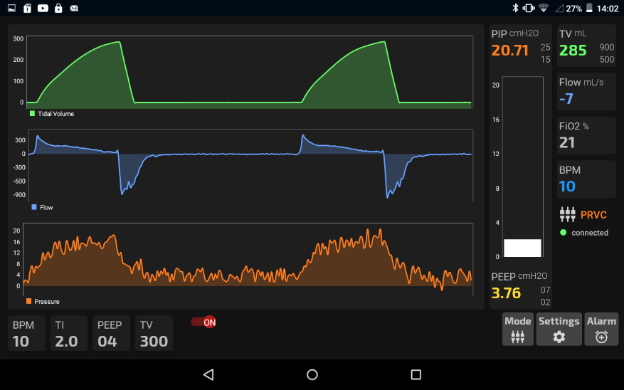 27% 14:02
300
200
100
0
Tidal Volume
300
0
-300
-600
-900
Flow
20
16
12
8
4
0
Pressure
PIP cmH2O
20.71 25
15
20
16
12
8
4
0
PEEP cmH2O
3.76 07
02
TV mL
285 900
500
Flow mL/s
-7
FiO2 %
21
BPM
10
PRVC
connected
BPM TI PEEP TV
10 2.0 04 300
ON
Mode Settings Alarm